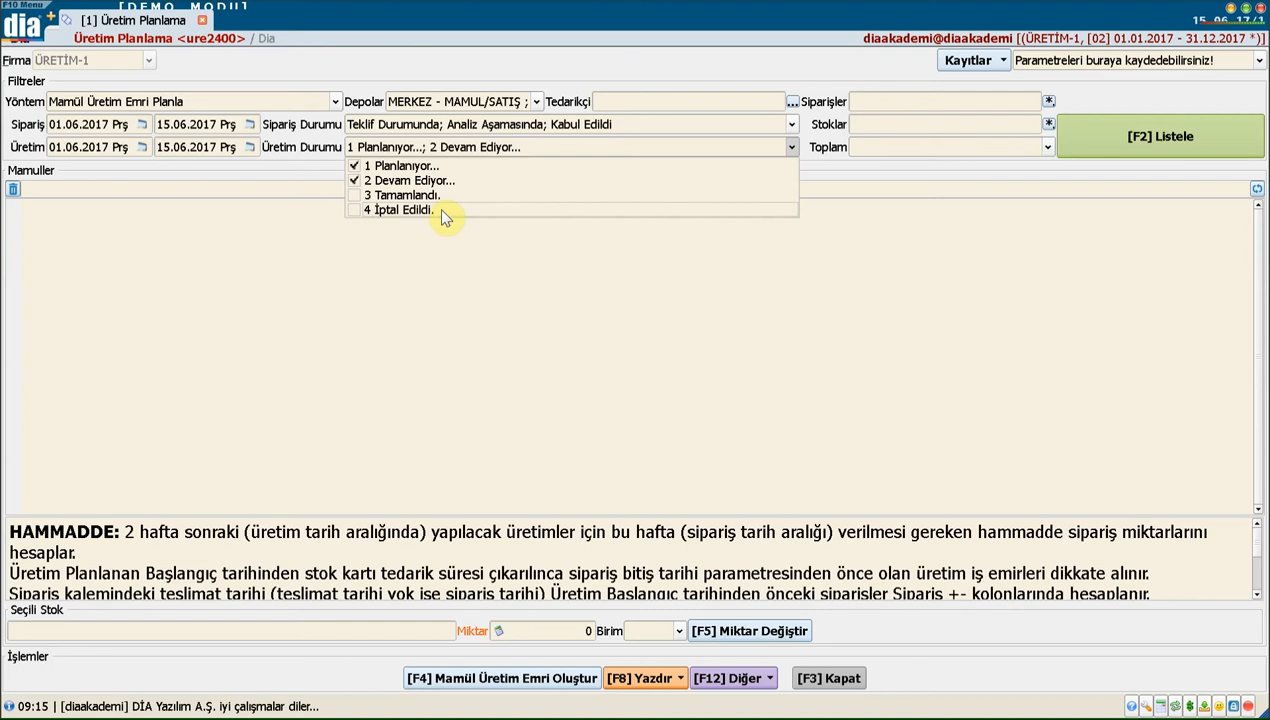 F10 Menu
[DEMO MODU]
dia
[1] Üretim Planlama
Üretim Planlama <ure2400> / Dia
diaakademi@diaakademi [(ÜRETİM-1, [02] 01.01.2017 - 31.12.2017 *)]
Firma ÜRETİM-1
Kayıtlar
Parametreleri buraya kaydedebilirsiniz!
Filtreler
Yöntem Mamül Üretim Emri Planla
Depolar MERKEZ - MAMUL/SATIŞ ;
Tedarikçi
...
Siparişler
Sipariş 01.06.2017 Prş 15.06.2017 Prş
Sipariş Durumu Teklif Durumunda; Analiz Aşamasında; Kabul Edildi
Stoklar
[F2] Listele
Üretim 01.06.2017 Prş 15.06.2017 Prş
Üretim Durumu 1 Planlanıyor...; 2 Devam Ediyor...
Toplam
1 Planlanıyor...
2 Devam Ediyor...
3 Tamamlandı.
4 İptal Edildi.
Mamuller
HAMMADDE: 2 hafta sonraki (üretim tarih aralığında) yapılacak üretimler için bu hafta (sipariş tarih aralığı) verilmesi gereken hammadde sipariş miktarlarını
hesaplar.
Üretim Planlanan Başlangıç tarihinden stok kartı tedarik süresi çıkarılınca sipariş bitiş tarihi parametresinden önce olan üretim iş emirleri dikkate alınır.
Sipariş kalemindeki teslimat tarihi (teslimat tarihi yok ise sipariş tarihi) Üretim Başlangıç tarihinden önceki siparişler Sipariş +- kolonlarında hesaplanır.
Seçili Stok
Miktar 0 Birim [F5] Miktar Değiştir
İşlemler
[F4] Mamül Üretim Emri Oluştur [F8] Yazdır [F12] Diğer [F3] Kapat
09:15 | [diaakademi] DİA Yazılım A.Ş. iyi çalışmalar diler...